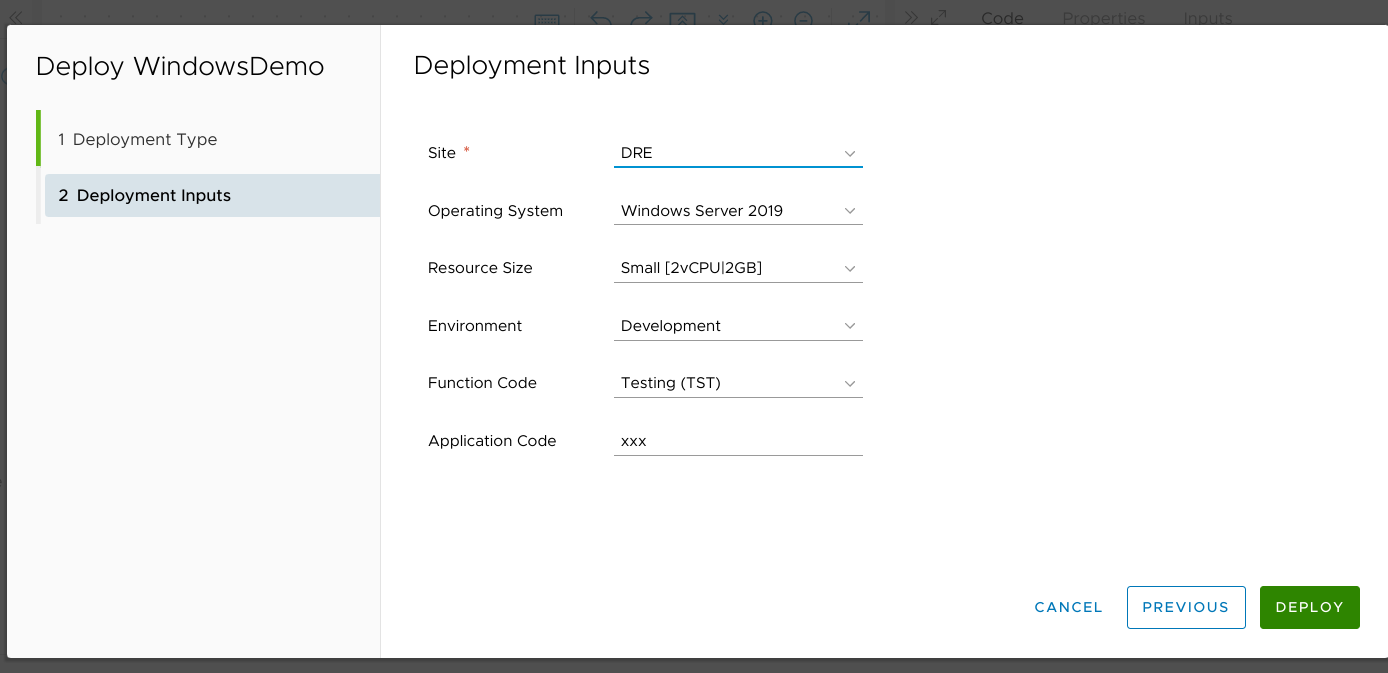 Code Properties Inputs
Deploy WindowsDemo
1 Deployment Type
2 Deployment Inputs
Deployment Inputs
Site * DRE
Operating System Windows Server 2019
Resource Size Small [2vCPU|2GB]
Environment Development
Function Code Testing (TST)
Application Code xxx
CANCEL PREVIOUS DEPLOY